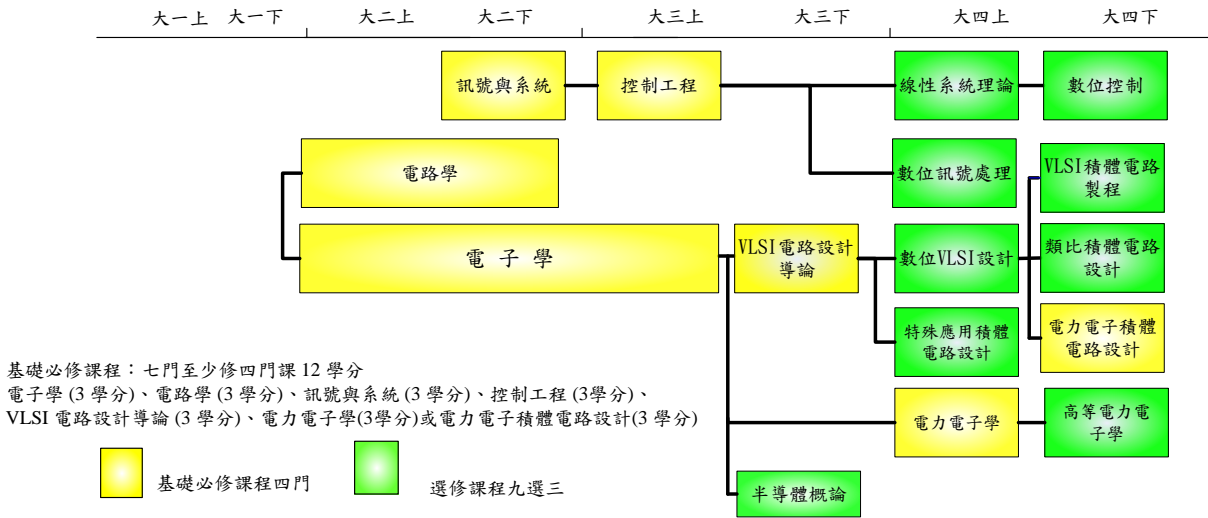 大一上 大一下 大二上 大二下 大三上 大三下 大四上 大四下
訊號與系統 控制工程 線性系統理論 數位控制
電路學 數位訊號處理
VLSI積體電路
製程
電子學
VLSI電路設計
導論
數位VLSI設計
類比積體電路
設計
特殊應用積體
電路設計
電力電子積體
電路設計
基礎必修課程：七門至少修四門課 12 學分
電子學 (3 學分)、電路學 (3 學分)、訊號與系統 (3 學分)、控制工程 (3學分)、
VLSI 電路設計導論 (3 學分)、電力電子學(3學分)或電力電子積體電路設計(3 學分)
電力電子學
高等電力電
子學
基礎必修課程四門
選修課程九選三
半導體概論